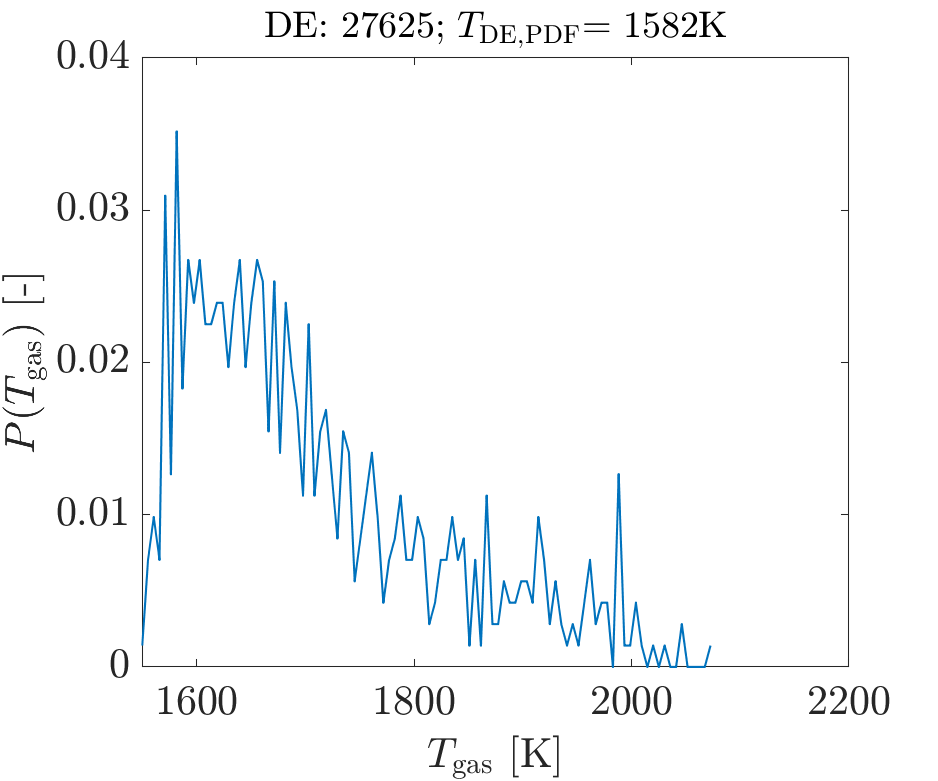 DE: 27625; T_DE,PDF= 1582K
0.04
0.03
0.02
0.01
0
P(T_gas) [-]
1600 1800 2000 2200
T_gas [K]